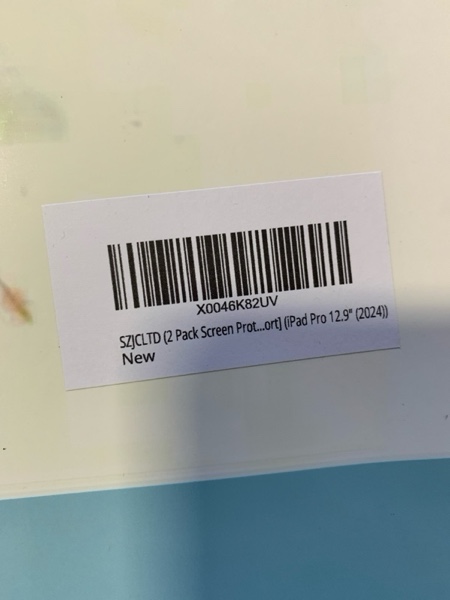 X0046K82UV
SZJCLTD (2 Pack Screen Prot...ort] (iPad Pro 12.9" (2024))
New